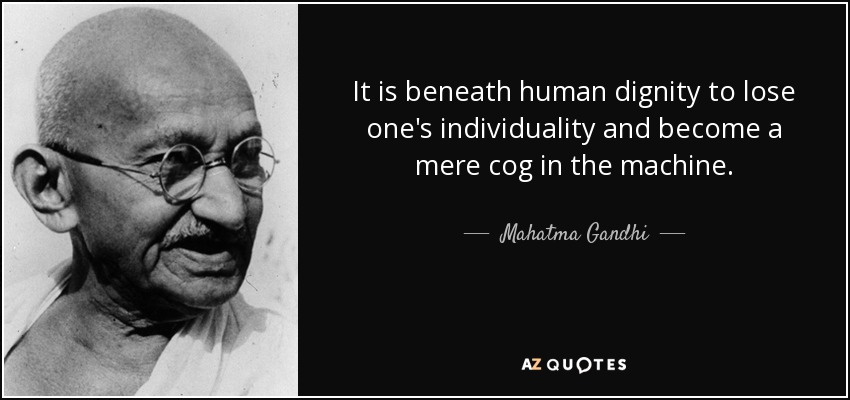 It is beneath human dignity to lose
one's individuality and become a
mere cog in the machine.
Mahatma Gandhi
AZ QUOTES